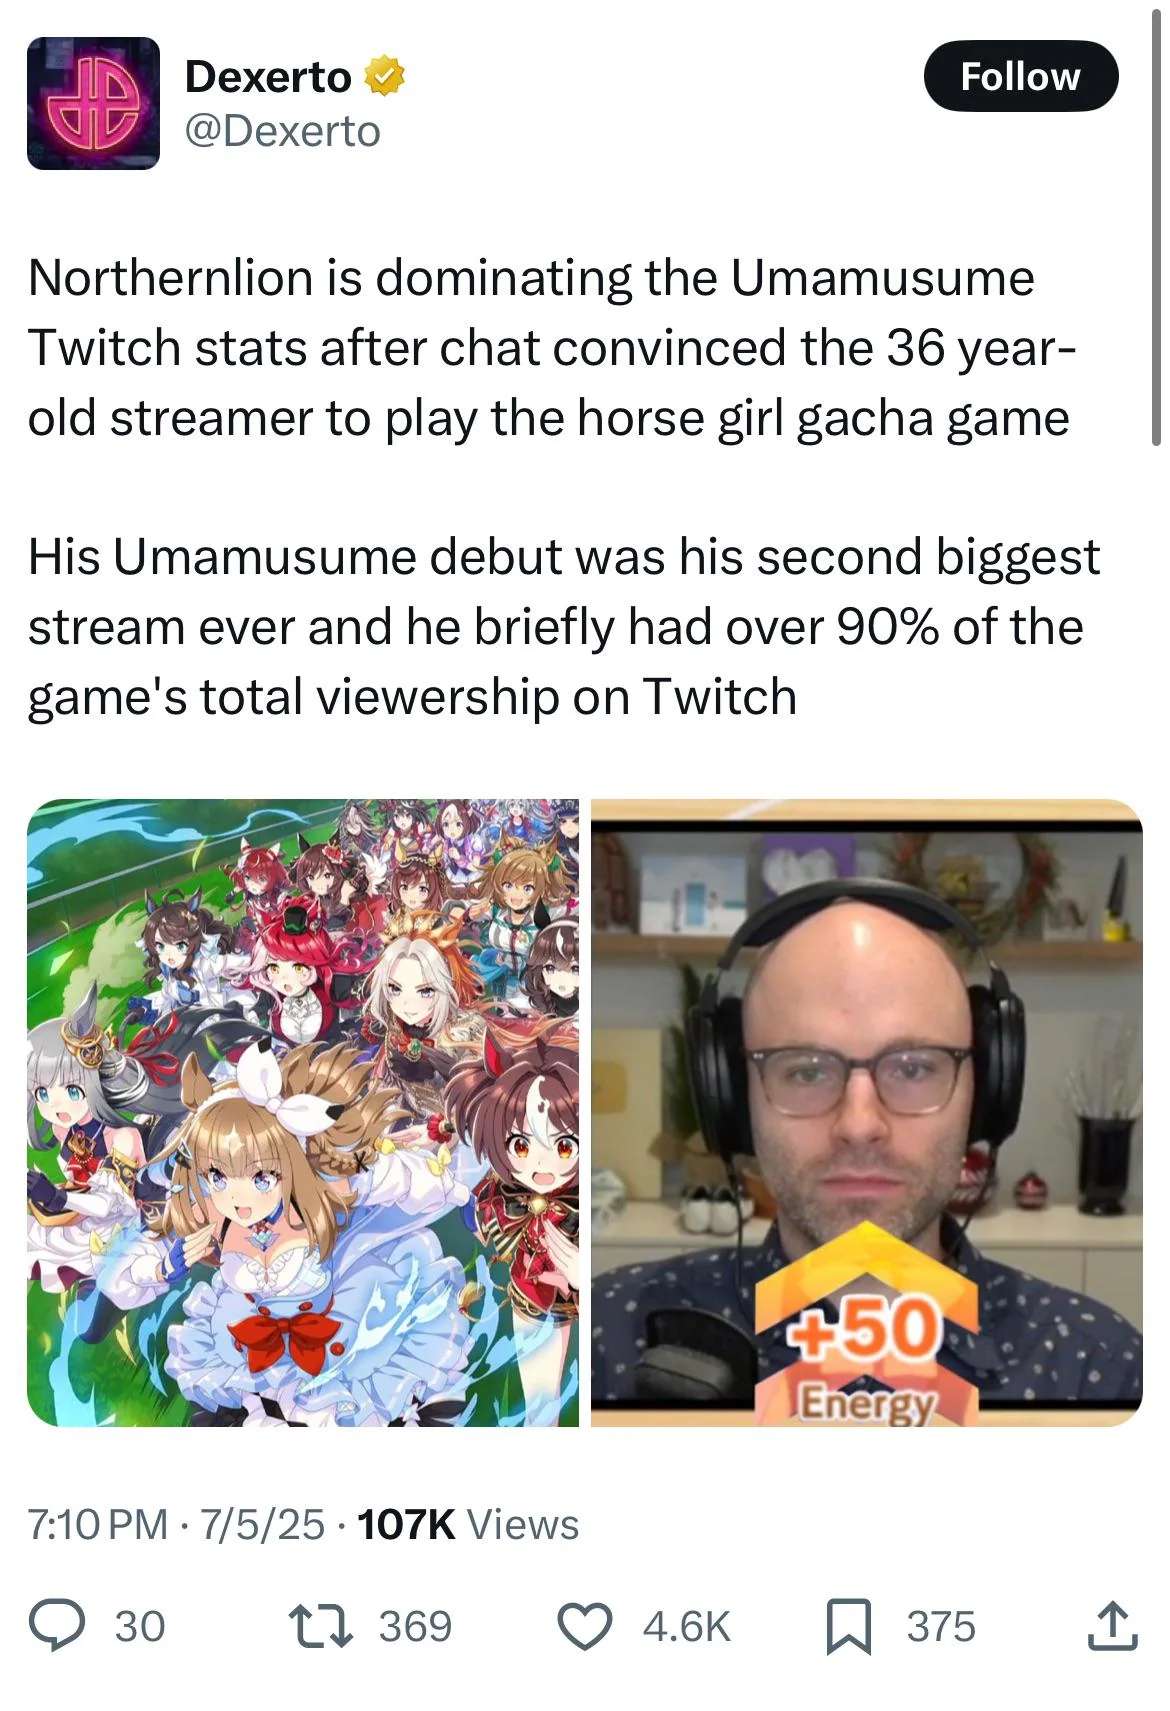 Dexerto
@Dexerto
Follow
Northernlion is dominating the Umamusume
Twitch stats after chat convinced the 36 year-
old streamer to play the horse girl gacha game
His Umamusume debut was his second biggest
stream ever and he briefly had over 90% of the
game's total viewership on Twitch
+50
Energy
7:10 PM · 7/5/25 · 107K Views
30 369 4.6K 375